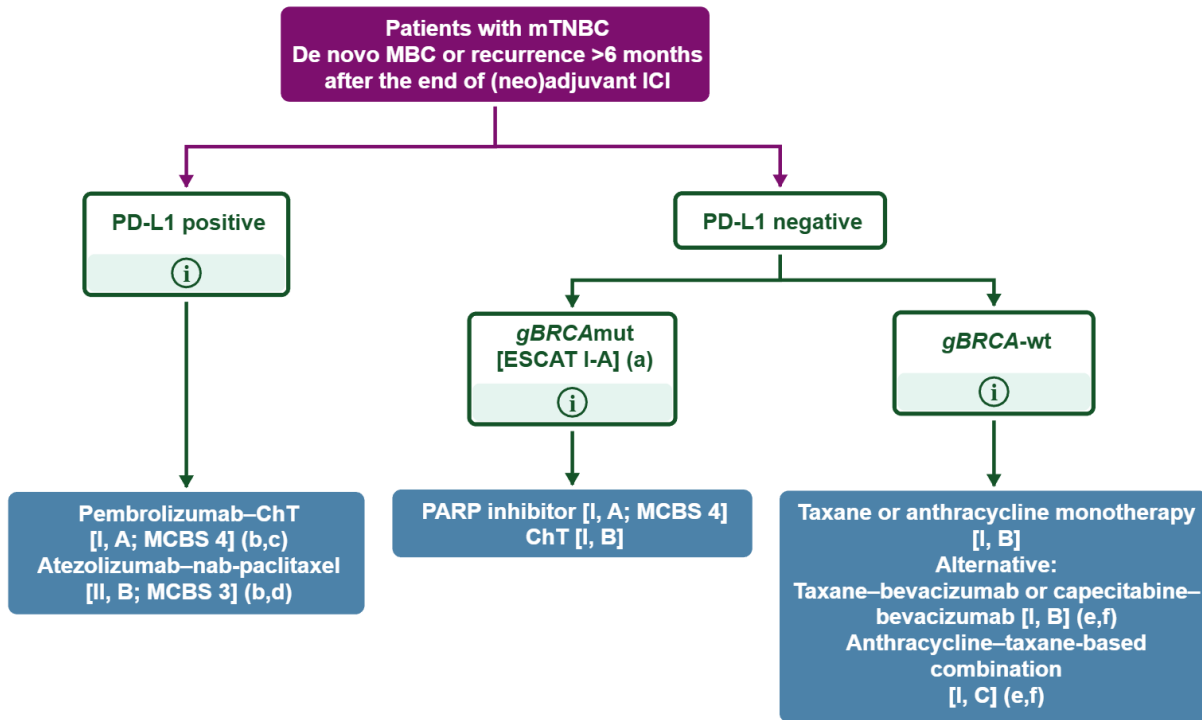 Patients with mTNBC
De novo MBC or recurrence >6 months
after the end of (neo)adjuvant ICI
PD-L1 positive
i
PD-L1 negative
gBRCAmut
[ESCAT I-A] (a)
i
gBRCA-wt
i
Pembrolizumab–ChT
[I, A; MCBS 4] (b,c)
Atezolizumab–nab-paclitaxel
[II, B; MCBS 3] (b,d)
PARP inhibitor [I, A; MCBS 4]
ChT [I, B]
Taxane or anthracycline monotherapy
[I, B]
Alternative:
Taxane–bevacizumab or capecitabine–
bevacizumab [I, B] (e,f)
Anthracycline–taxane-based
combination
[I, C] (e,f)